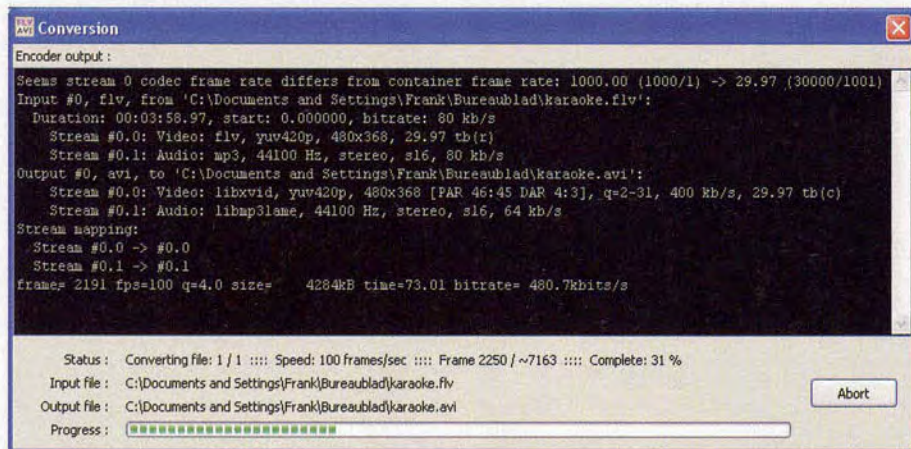 FLV
AVI
Conversion
Encoder output :
Seems stream 0 codec frame rate differs from container frame rate: 1000.00 (1000/1) -> 29.97 (30000/1001)
Input #0, flv, from 'C:\Documents and Settings\Frank\Bureaublad\karaoke.flv':
Duration: 00:03:58.97, start: 0.000000, bitrate: 80 kb/s
Stream #0.0: Video: flv, yuv420p, 480x368, 29.97 tb(r)
Stream #0.1: Audio: mp3, 44100 Hz, stereo, s16, 80 kb/s
Output #0, avi, to 'C:\Documents and Settings\Frank\Bureaublad\karaoke.avi':
Stream #0.0: Video: libxvid, yuv420p, 480x368 [PAR 46:45 DAR 4:3], q=2-31, 400 kb/s, 29.97 tb(c)
Stream #0.1: Audio: libmp3lame, 44100 Hz, stereo, s16, 64 kb/s
Stream mapping:
Stream #0.0 -> #0.0
Stream #0.1 -> #0.1
frame= 2191 fps=100 q=4.0 size= 4284kB time=73.01 bitrate= 480.7kbits/s
Status : Converting file: 1 / 1 :::: Speed: 100 frames/sec :::: Frame 2250 / ~7163 :::: Complete: 31 %
Input file : C:\Documents and Settings\Frank\Bureaublad\karaoke.flv
Output file : C:\Documents and Settings\Frank\Bureaublad\karaoke.avi
Abort
Progress :